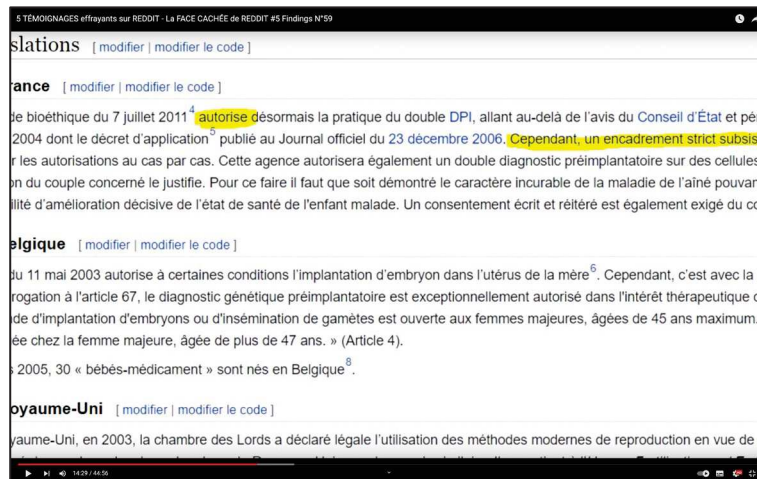 5 TÉMOIGNAGES effrayants sur REDDIT - La FACE CACHÉE de REDDIT #5 Findings N°59
slations [ modifier | modifier le code ]
rance [ modifier | modifier le code ]
de bioéthique du 7 juillet 2011⁴ autorise désormais la pratique du double DPI, allant au-delà de l'avis du Conseil d'État et pé
2004 dont le décret d'application⁵ publié au Journal officiel du 23 décembre 2006. Cependant, un encadrement strict subsis
r les autorisations au cas par cas. Cette agence autorisera également un double diagnostic préimplantatoire sur des cellules
on du couple concerné le justifie. Pour ce faire il faut que soit démontré le caractère incurable de la maladie de l'aîné pouvan
ilité d'amélioration décisive de l'état de santé de l'enfant malade. Un consentement écrit et réitéré est également exigé du co
elgique [ modifier | modifier le code ]
du 11 mai 2003 autorise à certaines conditions l'implantation d'embryon dans l'utérus de la mère⁶. Cependant, c'est avec la
rogation à l'article 67, le diagnostic génétique préimplantatoire est exceptionnellement autorisé dans l'intérêt thérapeutique
de d'implantation d'embryons ou d'insémination de gamètes est ouverte aux femmes majeures, âgées de 45 ans maximum.
ée chez la femme majeure, âgée de plus de 47 ans. » (Article 4).
s 2005, 30 « bébés-médicament » sont nés en Belgique⁸.
oyaume-Uni [ modifier | modifier le code ]
yaume-Uni, en 2003, la chambre des Lords a déclaré légale l'utilisation des méthodes modernes de reproduction en vue de
14:29 / 44:56